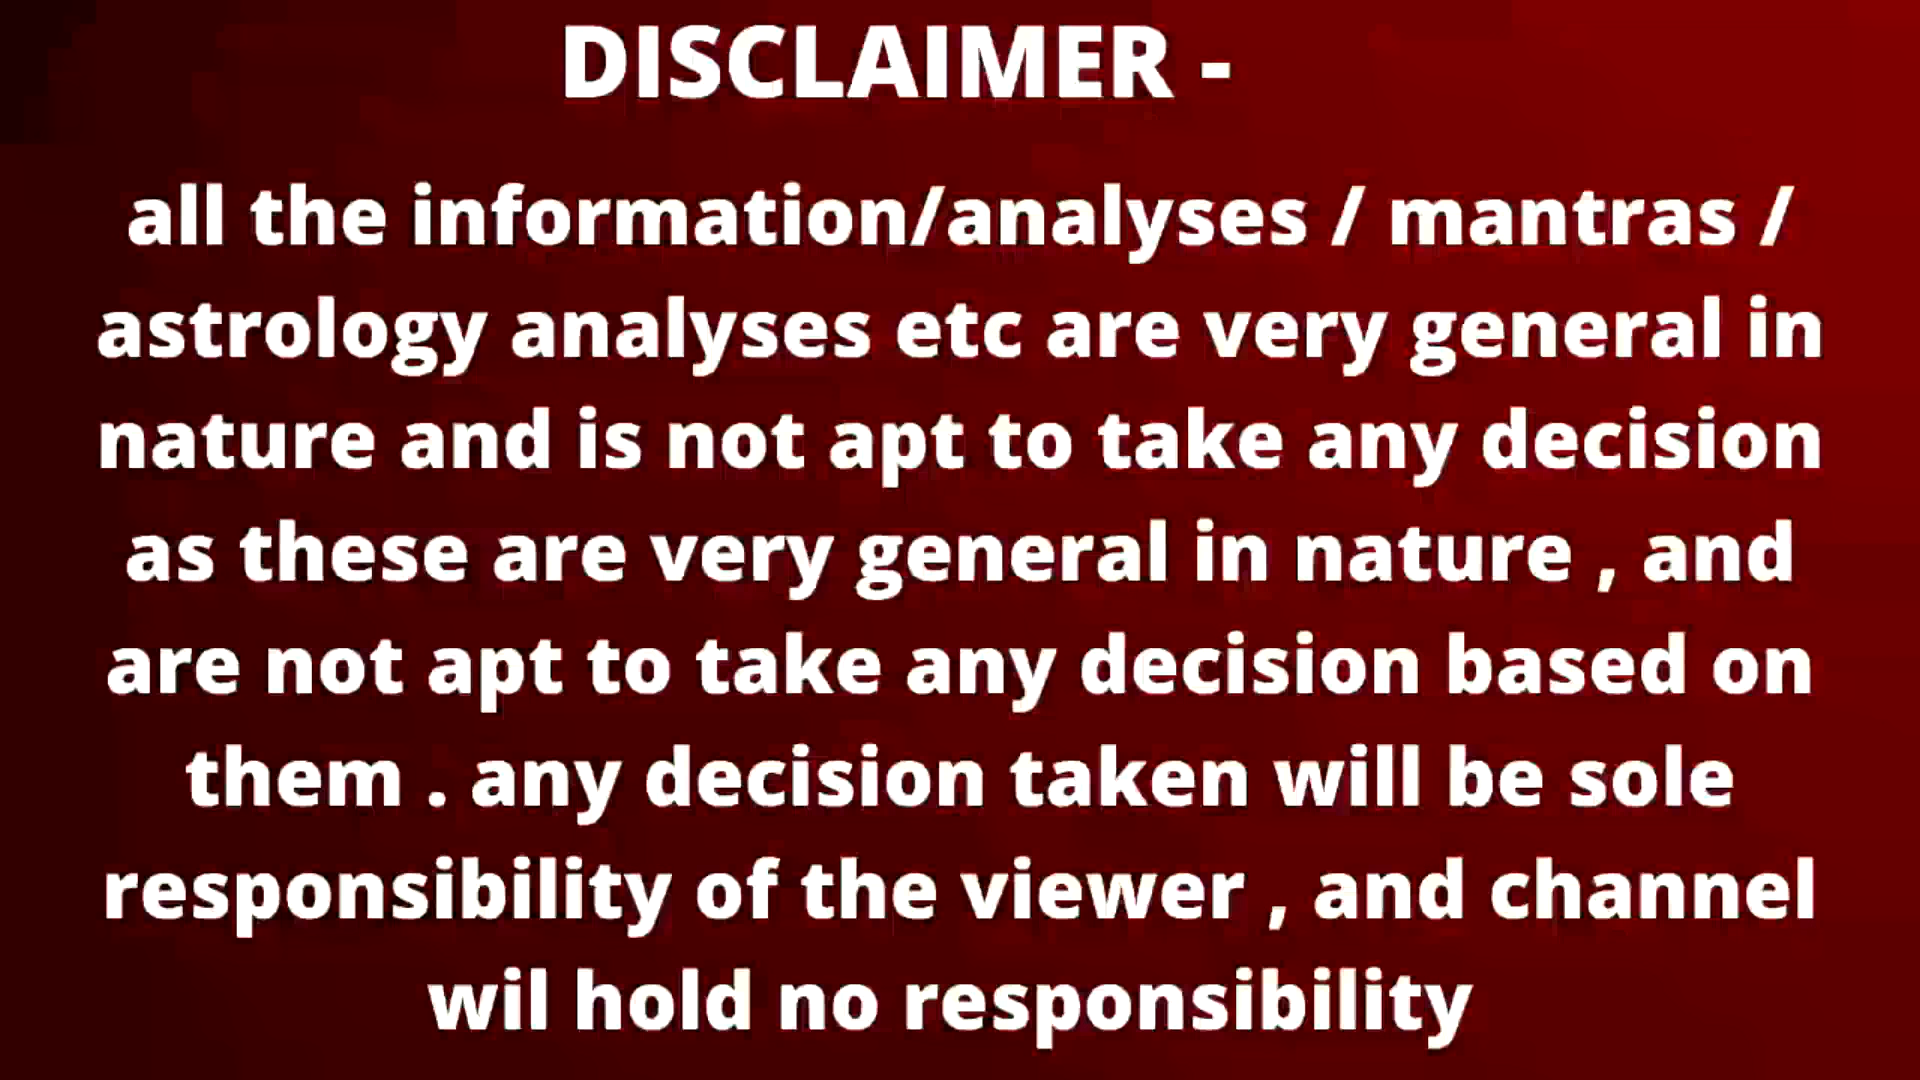 DISCLAIMER -
all the information/analyses / mantras /
astrology analyses etc are very general in
nature and is not apt to take any decision
as these are very general in nature , and
are not apt to take any decision based on
them . any decision taken will be sole
responsibility of the viewer , and channel
wil hold no responsibility